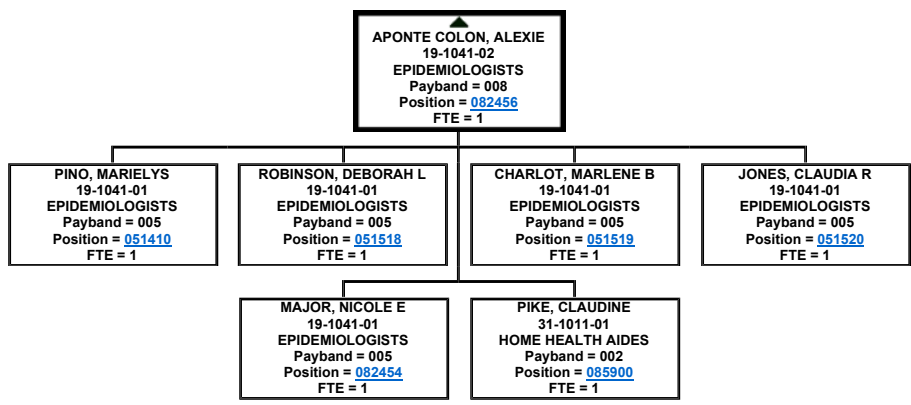 APONTE COLON, ALEXIE
19-1041-02
EPIDEMIOLOGISTS
Payband = 008
Position = 082456
FTE = 1
PINO, MARIELYS
19-1041-01
EPIDEMIOLOGISTS
Payband = 005
Position = 051410
FTE = 1
ROBINSON, DEBORAH L
19-1041-01
EPIDEMIOLOGISTS
Payband = 005
Position = 051518
FTE = 1
CHARLOT, MARLENE B
19-1041-01
EPIDEMIOLOGISTS
Payband = 005
Position = 051519
FTE = 1
JONES, CLAUDIA R
19-1041-01
EPIDEMIOLOGISTS
Payband = 005
Position = 051520
FTE = 1
MAJOR, NICOLE E
19-1041-01
EPIDEMIOLOGISTS
Payband = 005
Position = 082454
FTE = 1
PIKE, CLAUDINE
31-1011-01
HOME HEALTH AIDES
Payband = 002
Position = 085900
FTE = 1